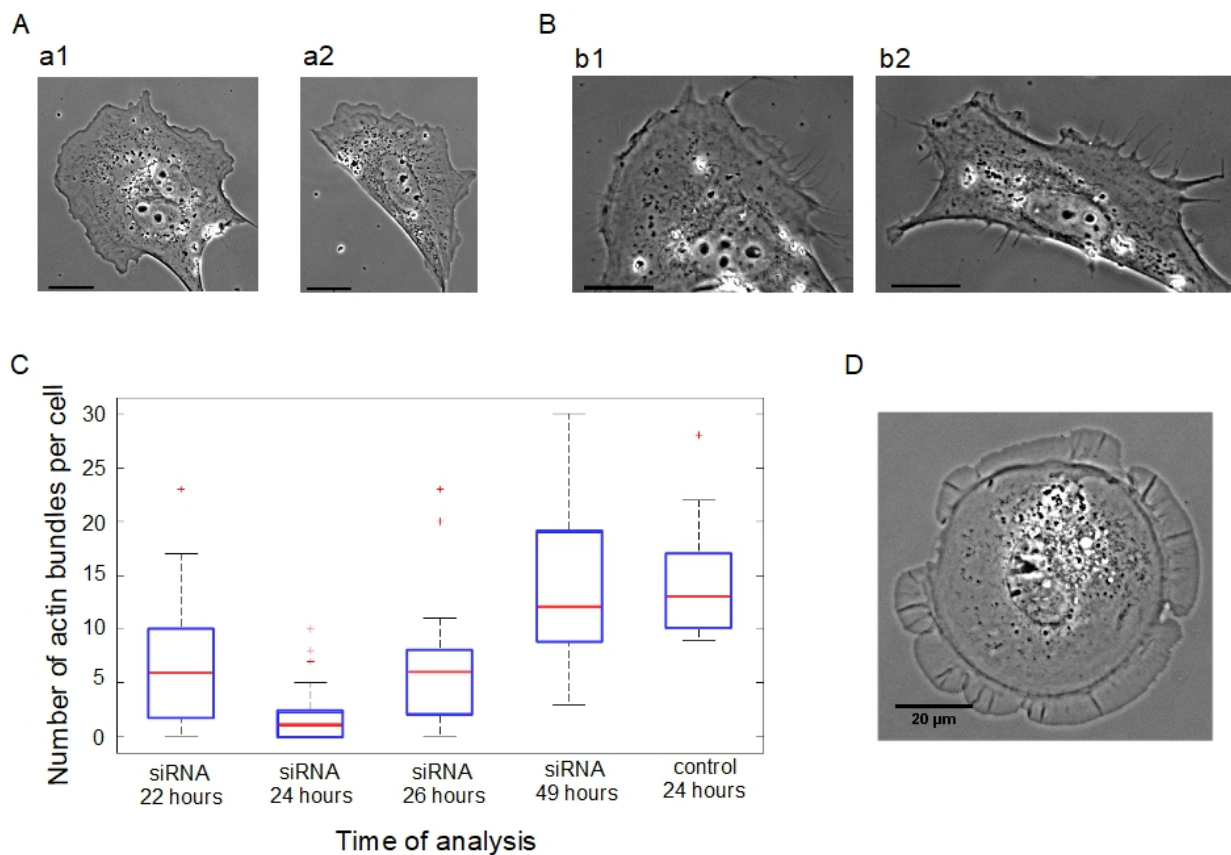 A
B
a1
a2
b1
b2
C
D
Number of actin bundles per cell
30
25
20
15
10
5
0
siRNA
22 hours
siRNA
24 hours
siRNA
26 hours
siRNA
49 hours
control
24 hours
Time of analysis
20 µm